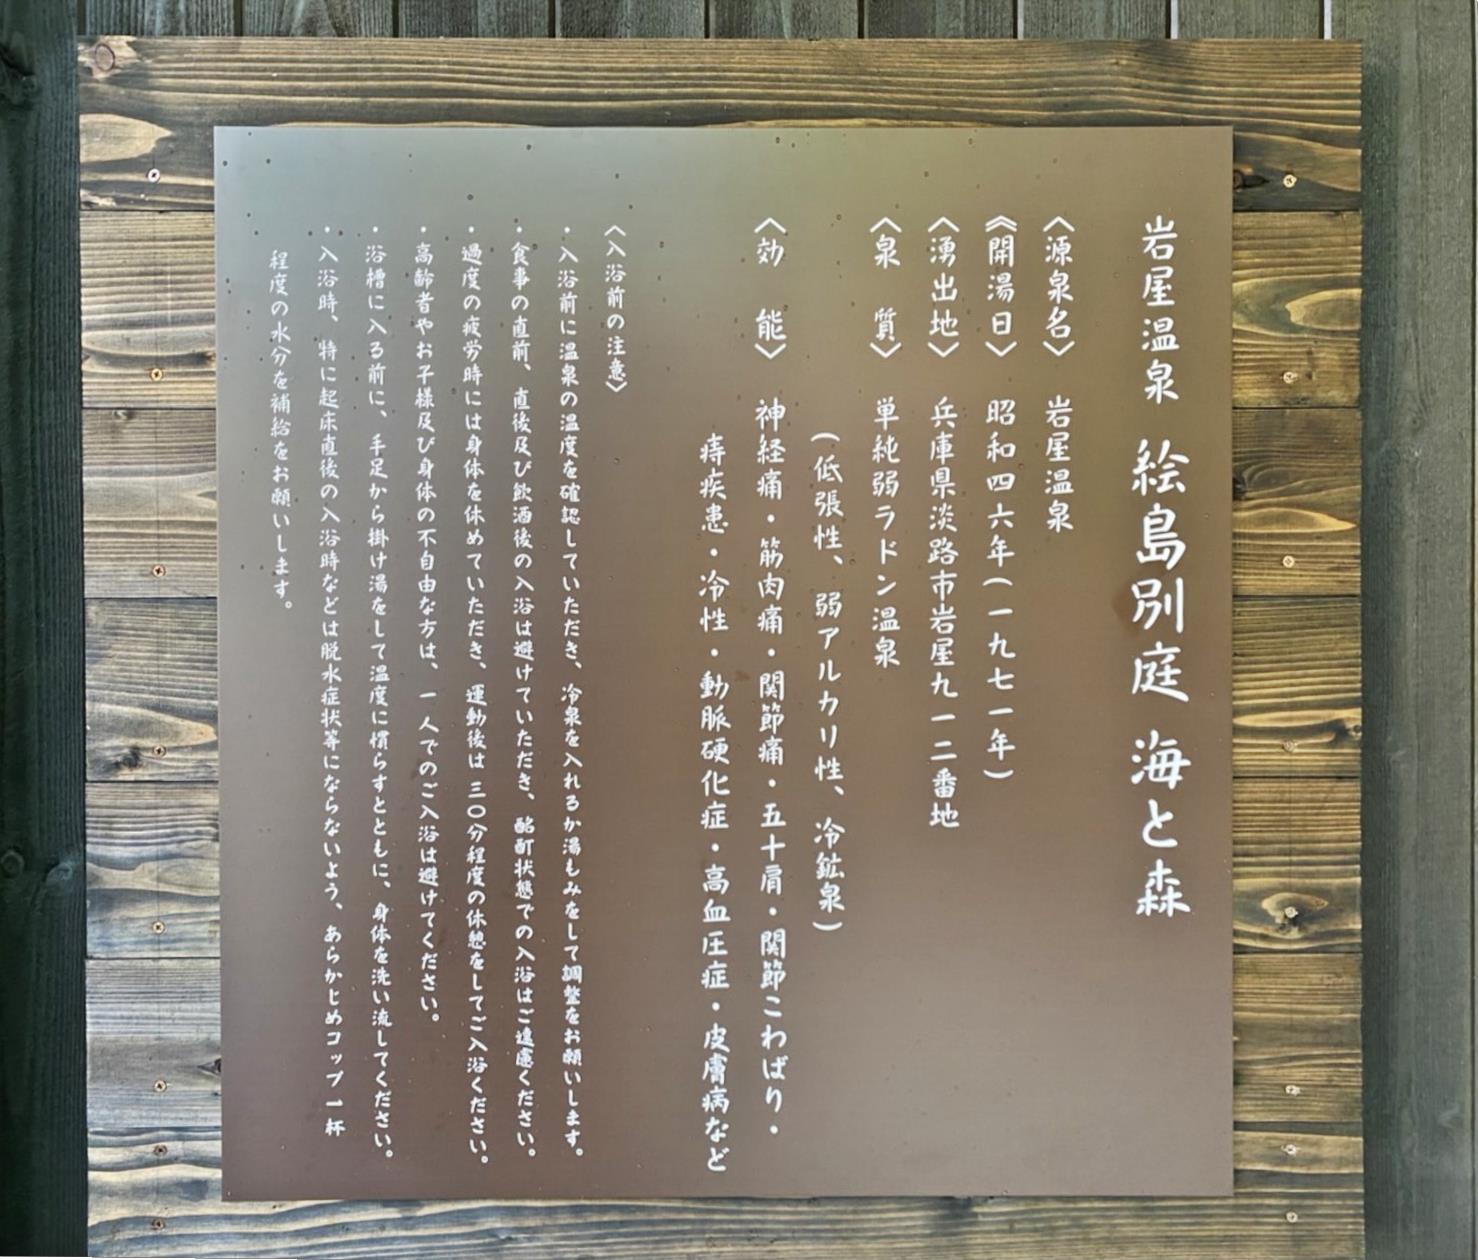 岩屋温泉 絵島別庭 海と森
〈源泉名〉 岩屋温泉
《開湯日〉 昭和四六年(一九七一年)
〈湧出地〉 兵庫県淡路市岩屋九一二番地
〈泉 質〉 単純弱ラドン温泉
(低張性、弱アルカリ性、冷鉱泉)
〈効 能〉 神経痛・筋肉痛・関節痛・五十肩・関節こわばり・
痔疾患・冷性・動脈硬化症・高血圧症・皮膚病など
〈入浴前の注意〉
・入浴前に温泉の温度を確認していただき、冷泉を入れるか湯もみをして調整をお願いします。
・食事の直前、直後及び飲酒後の入浴は避けていただき、酩酊状態での入浴はご遠慮ください。
・過度の疲労時には身体を休めていただき、運動後は三〇分程度の休憩をしてご入浴ください。
・高齢者やお子様及び身体の不自由な方は、一人でのご入浴は避けてください。
・浴槽に入る前に、手足から掛け湯をして温度に慣らすとともに、身体を洗い流してください。
・入浴時、特に起床直後の入浴時などは脱水症状等にならないよう、あらかじめコップ一杯
程度の水分を補給をお願いします。